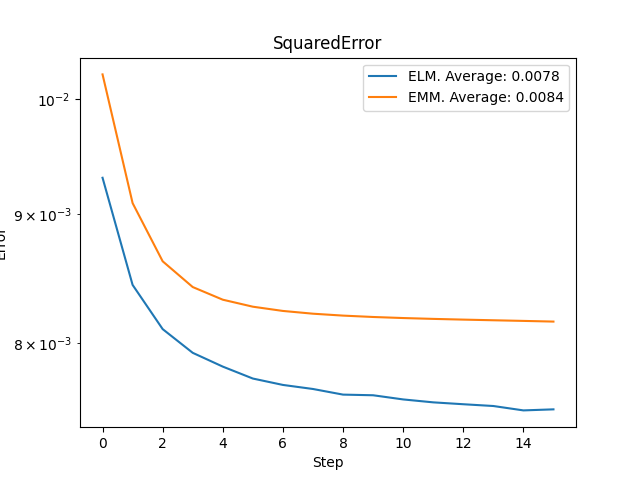 SquaredError
ELM. Average: 0.0078
EMM. Average: 0.0084
10⁻²
9 × 10⁻³
8 × 10⁻³
Error
0 2 4 6 8 10 12 14
Step